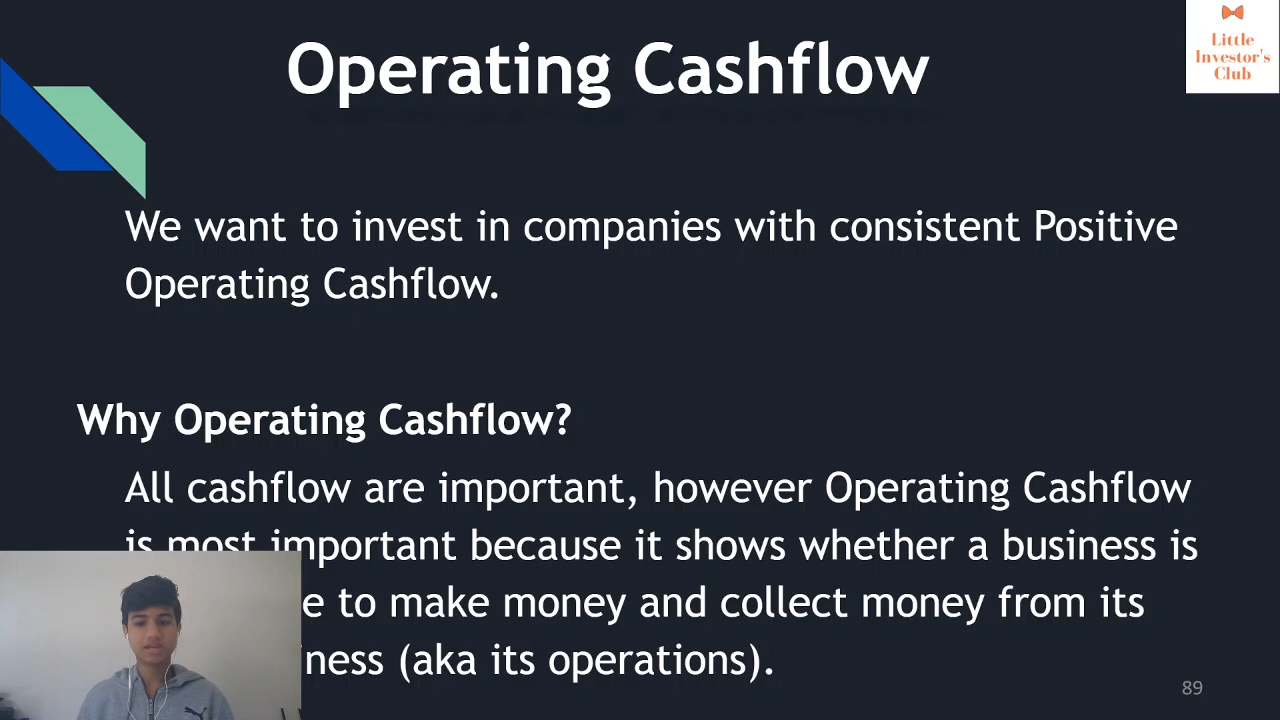 Operating Cashflow
Little
Investor's
Club
We want to invest in companies with consistent Positive
Operating Cashflow.
Why Operating Cashflow?
All cashflow are important, however Operating Cashflow
is most important because it shows whether a business is
to make money and collect money from its
(aka its operations).
89